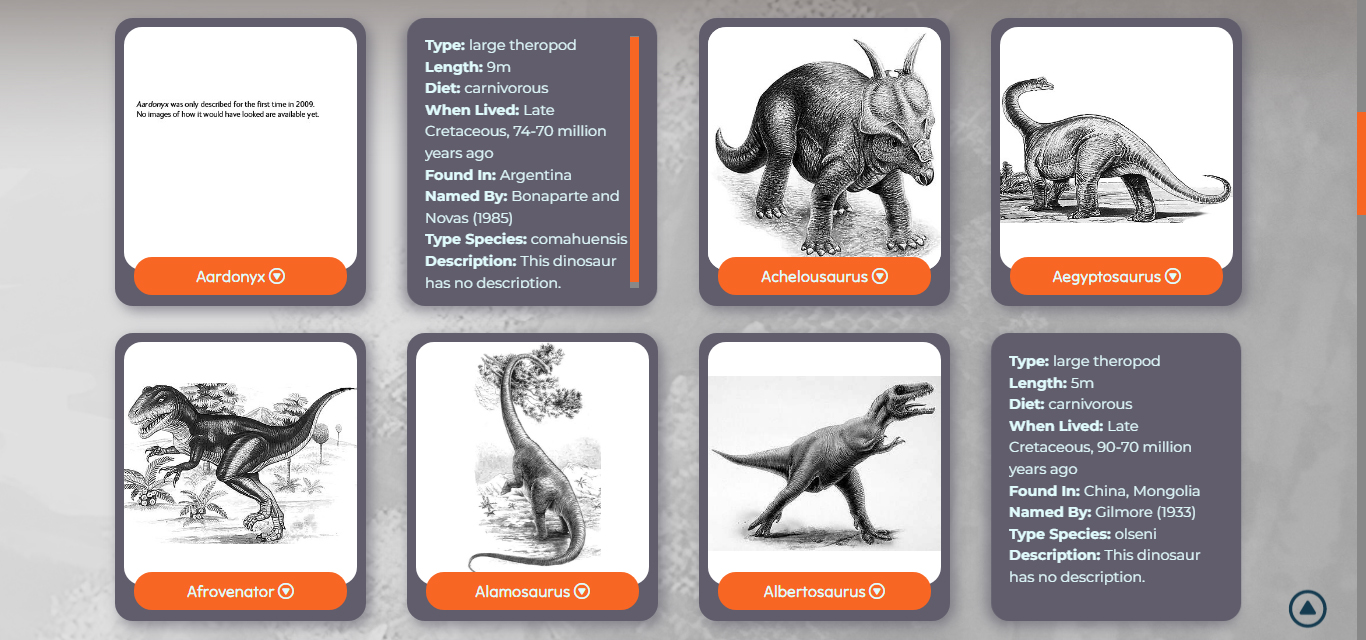 Aardonyx was only described for the first time in 2009.
No images of how it would have looked are available yet.
Aardonyx
Type: large theropod
Length: 9m
Diet: carnivorous
When Lived: Late
Cretaceous, 74-70 million
years ago
Found In: Argentina
Named By: Bonaparte and
Novas (1985)
Type Species: comahuensis
Description: This dinosaur
has no description.
Achelousaurus
Aegyptosaurus
Afrovenator
Alamosaurus
Albertosaurus
Type: large theropod
Length: 5m
Diet: carnivorous
When Lived: Late
Cretaceous, 90-70 million
years ago
Found In: China, Mongolia
Named By: Gilmore (1933)
Type Species: olseni
Description: This dinosaur
has no description.